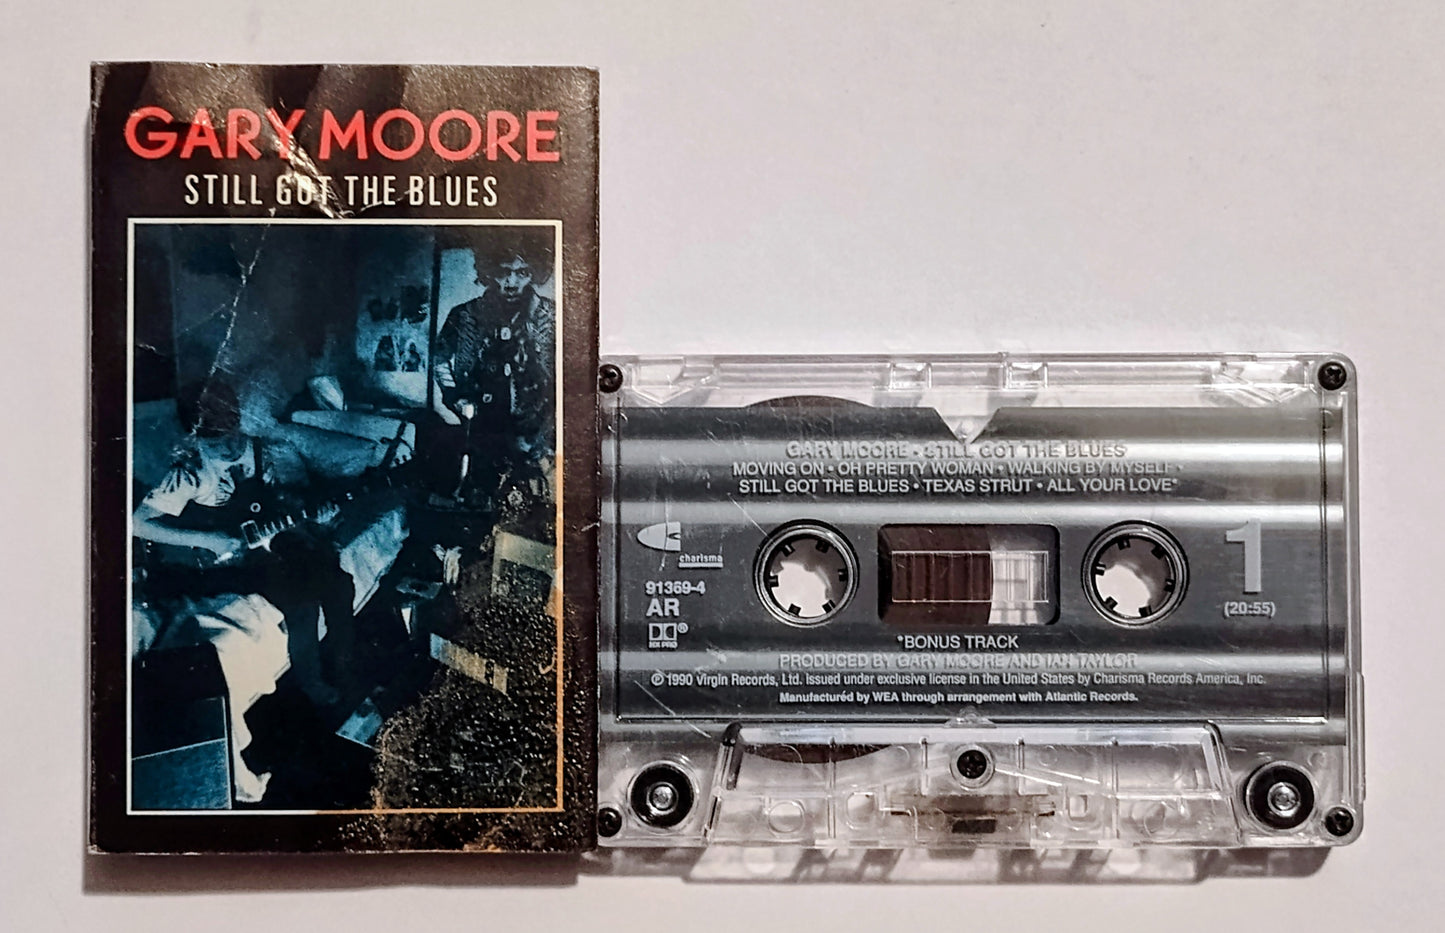 GARY MOORE
STILL GOT THE BLUES
GARY MOORE • STILL GOT THE BLUES
MOVING ON • OH PRETTY WOMAN • WALKING BY MYSELF •
STILL GOT THE BLUES • TEXAS STRUT • ALL YOUR LOVE*
charisma
91369-4
AR
HX PRO
®
1
(20:55)
*BONUS TRACK
PRODUCED BY GARY MOORE AND IAN TAYLOR
℗ 1990 Virgin Records, Ltd. issued under exclusive license in the United States by Charisma Records America, Inc.
Manufactured by WEA through arrangement with Atlantic Records.